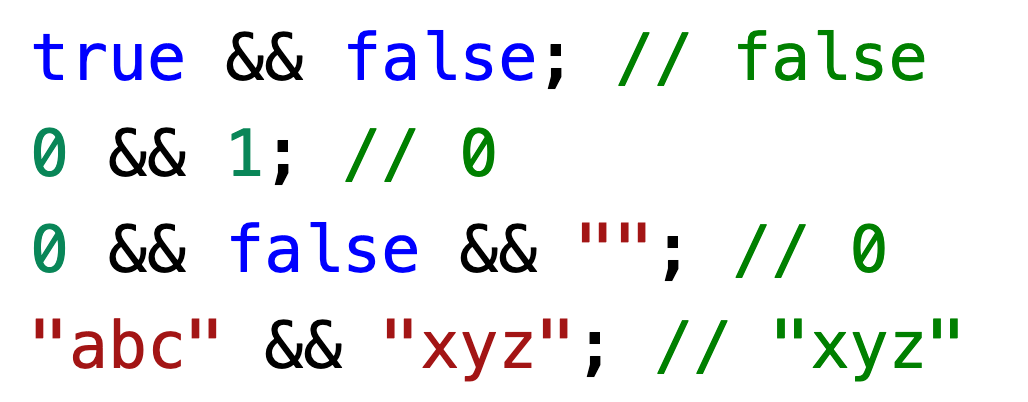 true && false; // false
0 && 1; // 0
0 && false && ""; // 0
"abc" && "xyz"; // "xyz"